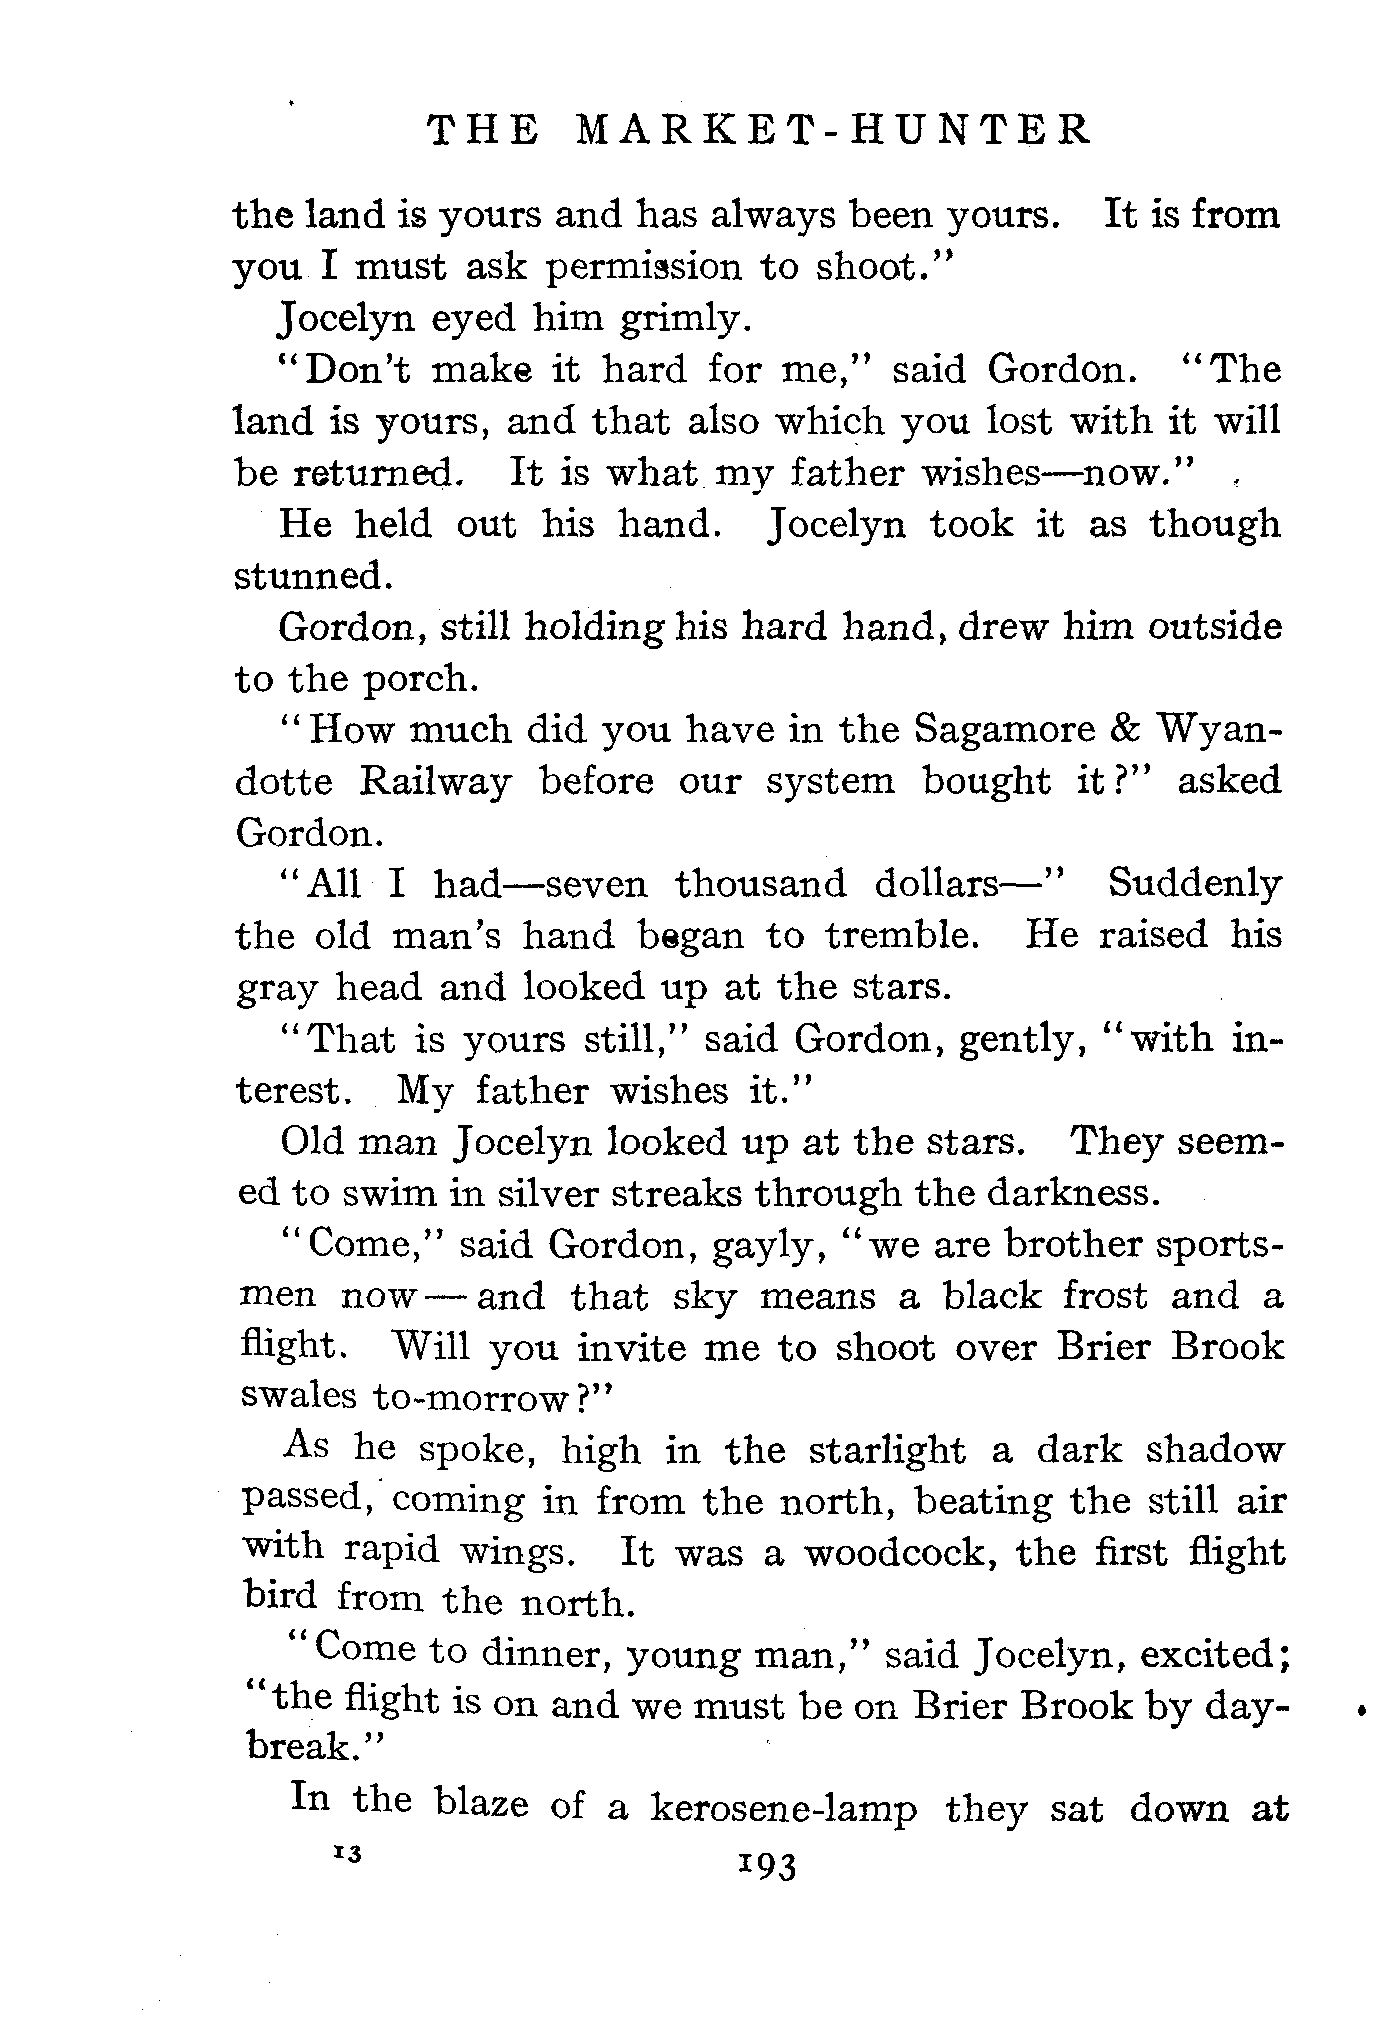 THE MARKET-HUNTER
the land is yours and has always been yours. It is from
you I must ask permission to shoot."
Jocelyn eyed him grimly.
"Don't make it hard for me," said Gordon. "The
land is yours, and that also which you lost with it will
be returned. It is what my father wishes—now."
He held out his hand. Jocelyn took it as though
stunned.
Gordon, still holding his hard hand, drew him outside
to the porch.
"How much did you have in the Sagamore & Wyan-
dotte Railway before our system bought it?" asked
Gordon.
"All I had—seven thousand dollars—" Suddenly
the old man's hand began to tremble. He raised his
gray head and looked up at the stars.
"That is yours still," said Gordon, gently, "with in-
terest. My father wishes it."
Old man Jocelyn looked up at the stars. They seem-
ed to swim in silver streaks through the darkness.
"Come," said Gordon, gayly, "we are brother sports-
men now—and that sky means a black frost and a
flight. Will you invite me to shoot over Brier Brook
swales to-morrow?"
As he spoke, high in the starlight a dark shadow
passed, coming in from the north, beating the still air
with rapid wings. It was a woodcock, the first flight
bird from the north.
"Come to dinner, young man," said Jocelyn, excited;
"the flight is on and we must be on Brier Brook by day-
break."
In the blaze of a kerosene-lamp they sat down at
13 193